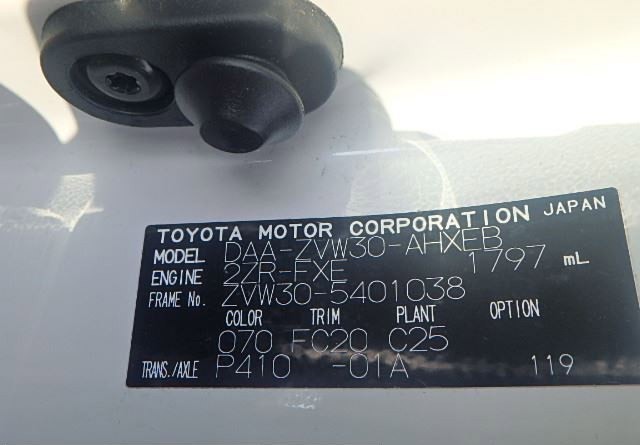 TOYOTA MOTOR CORPORATION JAPAN
MODEL DAA-ZVW30-AHXEB
ENGINE 2ZR-FXE 1797 mL
FRAME No. ZVW30-5401038
COLOR TRIM PLANT OPTION
070 FC20 C25
TRANS./AXLE P410 -01A 119